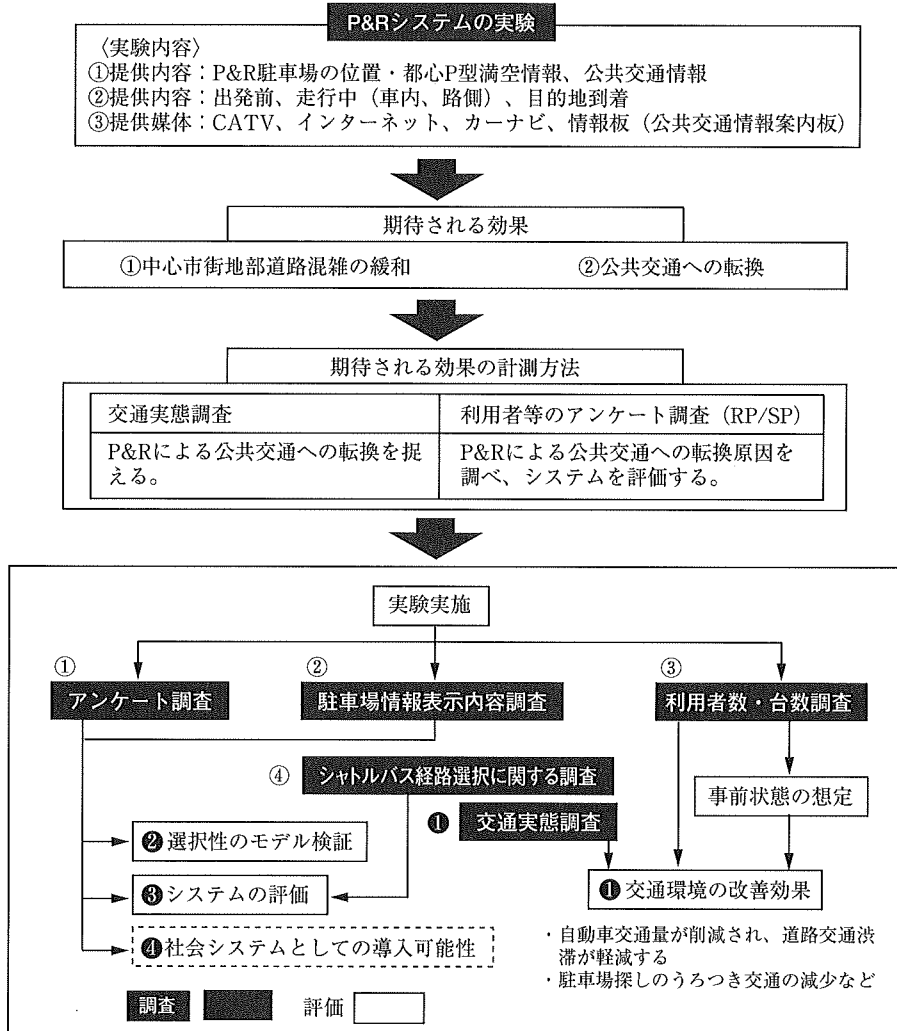 P&Rシステムの実験
〈実験内容〉
①提供内容：P&R駐車場の位置・都心P型満空情報、公共交通情報
②提供内容：出発前、走行中（車内、路側）、目的地到着
③提供媒体：CATV、インターネット、カーナビ、情報板（公共交通情報案内板）
期待される効果
①中心市街地部道路混雑の緩和
②公共交通への転換
期待される効果の計測方法
交通実態調査
利用者等のアンケート調査（RP/SP）
P&Rによる公共交通への転換を捉
える。
P&Rによる公共交通への転換原因を
調べ、システムを評価する。
実験実施
①
アンケート調査
②
駐車場情報表示内容調査
③
利用者数・台数調査
④
シャトルバス経路選択に関する調査
事前状態の想定
❶
交通実態調査
❷選択性のモデル検証
❸システムの評価
❶交通環境の改善効果
❹社会システムとしての導入可能性
・自動車交通量が削減され、道路交通渋
滞が軽減する
・駐車場探しのうろつき交通の減少など
調査
評価